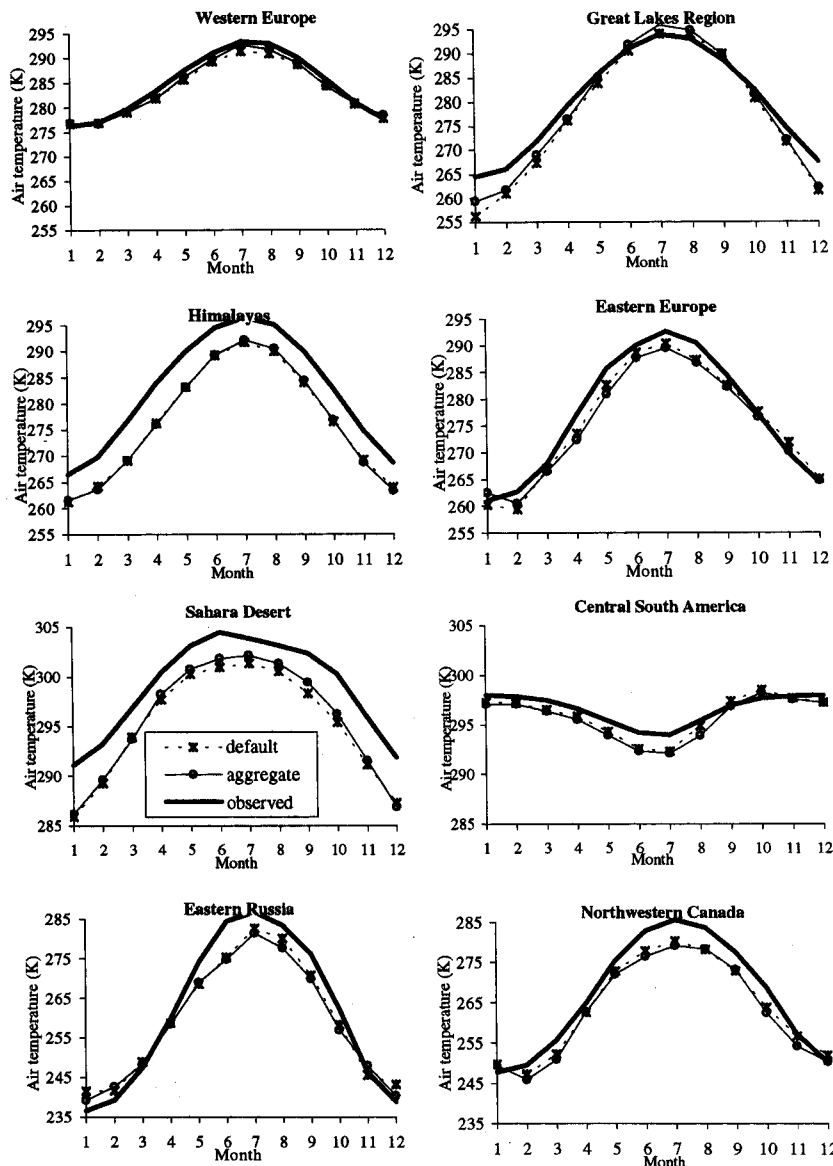 Western Europe
Air temperature (K)
295
290
285
280
275
270
265
260
255
1 2 3 4 5 6 7 8 9 10 11 12
Month
Great Lakes Region
Air temperature (K)
295
290
285
280
275
270
265
260
255
1 2 3 4 5 6 7 8 9 10 11 12
Month
Himalayas
Air temperature (K)
295
290
285
280
275
270
265
260
255
1 2 3 4 5 6 7 8 9 10 11 12
Month
Eastern Europe
Air temperature (K)
295
290
285
280
275
270
265
260
255
1 2 3 4 5 6 7 8 9 10 11 12
Month
Sahara Desert
Air temperature (K)
305
300
295
290
285
default
aggregate
observed
1 2 3 4 5 6 7 8 9 10 11 12
Month
Central South America
Air temperature (K)
305
300
295
290
285
1 2 3 4 5 6 7 8 9 10 11 12
Month
Eastern Russia
Air temperature (K)
285
275
265
255
245
235
1 2 3 4 5 6 7 8 9 10 11 12
Month
Northwestern Canada
Air temperature (K)
285
275
265
255
245
235
1 2 3 4 5 6 7 8 9 10 11 12
Month